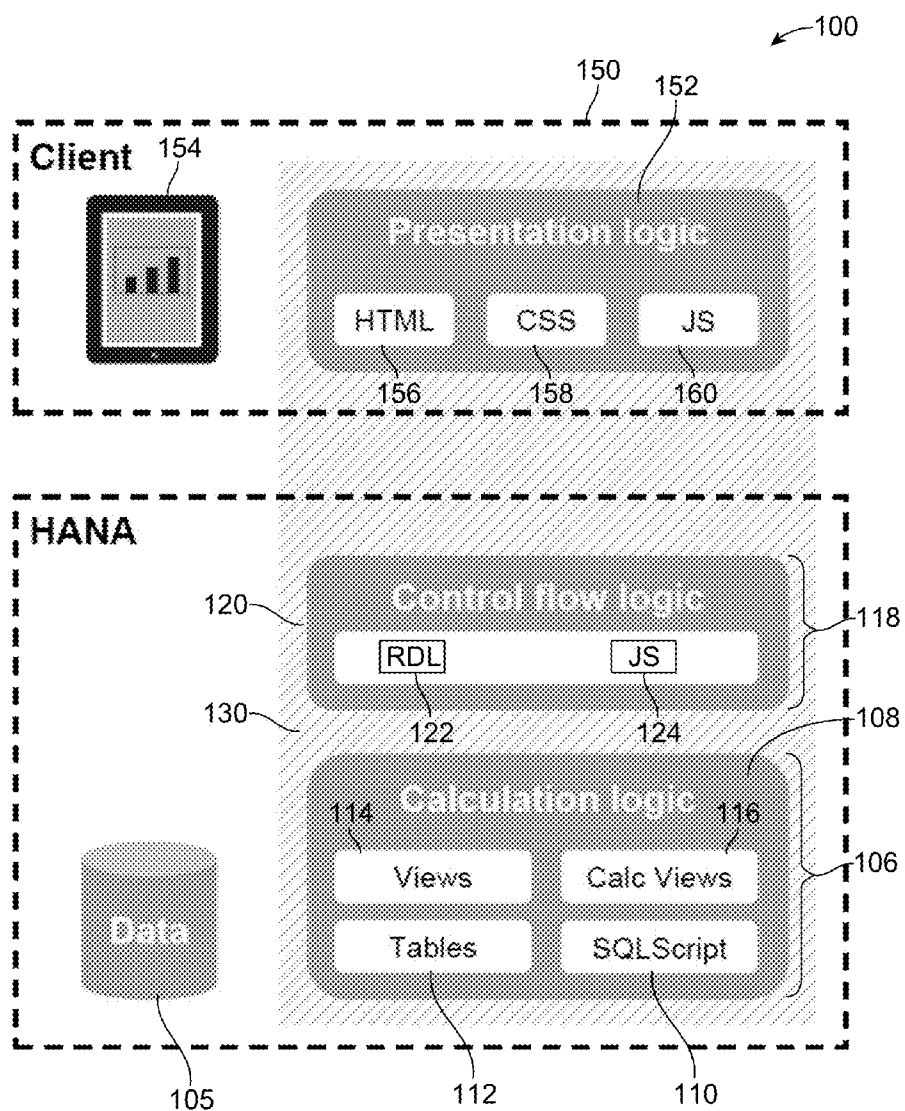 100
150
152
Client
154
Presentation logic
HTML
CSS
JS
156
158
160
HANA
Control flow logic
120
118
RDL
JS
130
122
124
108
Calculation logic
114
116
Views
Calc Views
106
Data
Tables
SQLScript
105
112
110